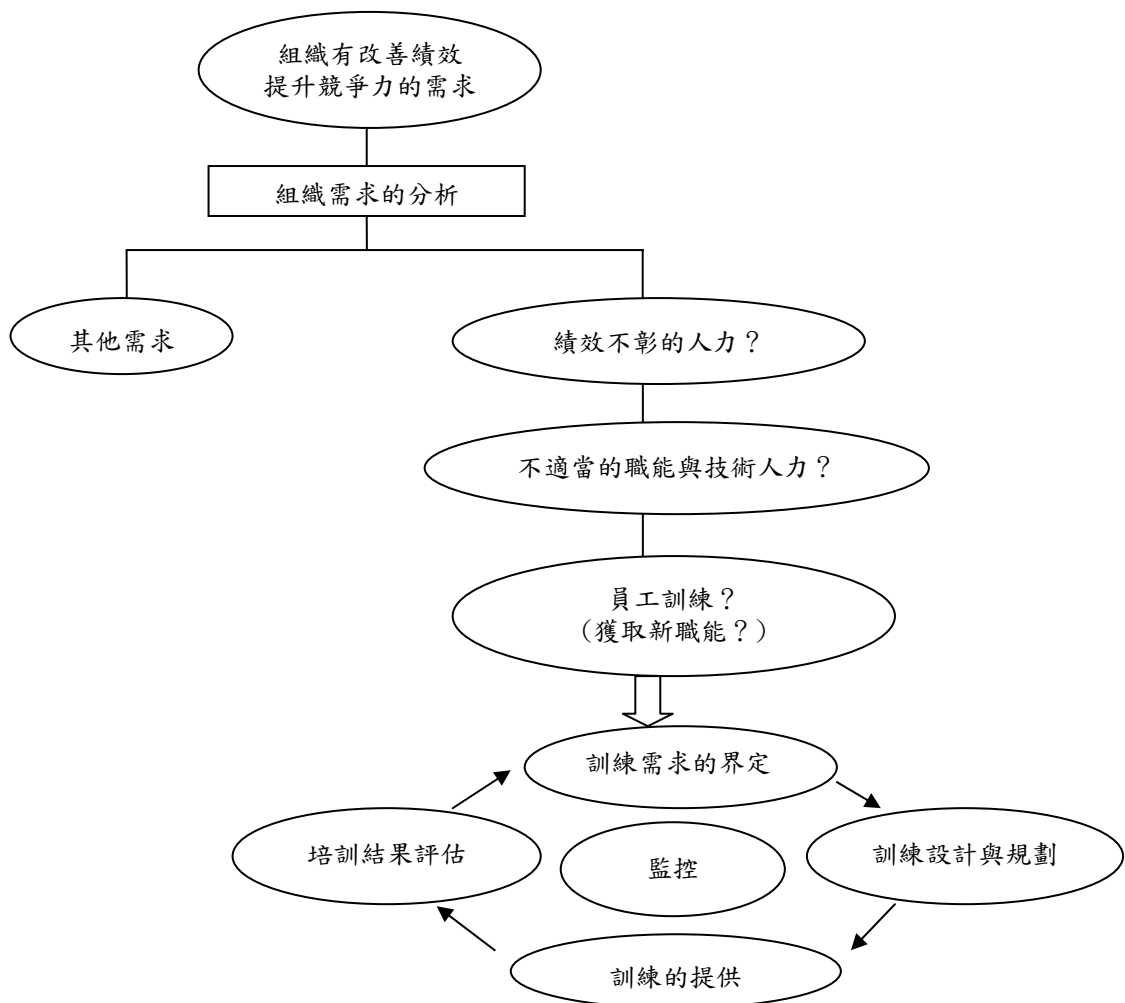 組織有改善績效
提升競爭力的需求
組織需求的分析
其他需求
績效不彰的人力？
不適當的職能與技術人力？
員工訓練？
（獲取新職能？）
訓練需求的界定
培訓結果評估
監控
訓練設計與規劃
訓練的提供